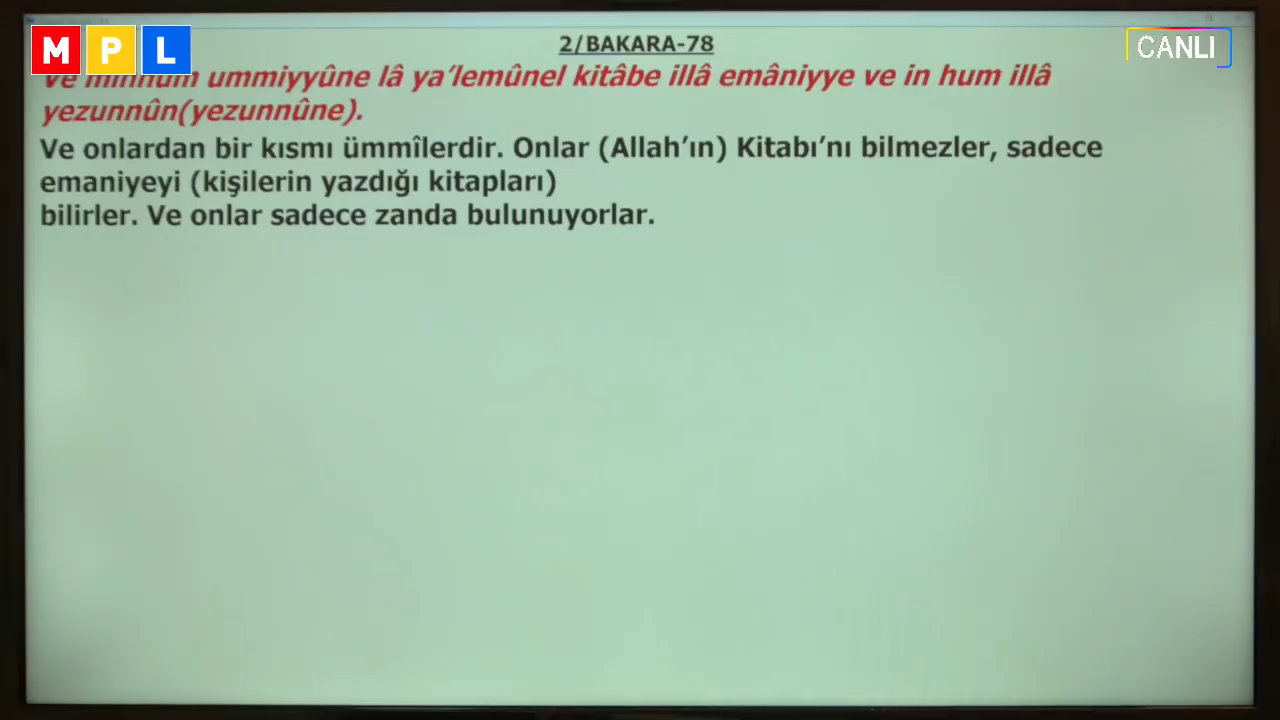 M P L
CANLI
2/BAKARA-78
Ve minhum ummiyyûne lâ ya’lemûnel kitâbe illâ emâniyye ve in hum illâ
yezunnûn(yezunnûne).
Ve onlardan bir kısmı ümmîlerdir. Onlar (Allah’ın) Kitabı’nı bilmezler, sadece
emaniyeyi (kişilerin yazdığı kitapları)
bilirler. Ve onlar sadece zanda bulunuyorlar.